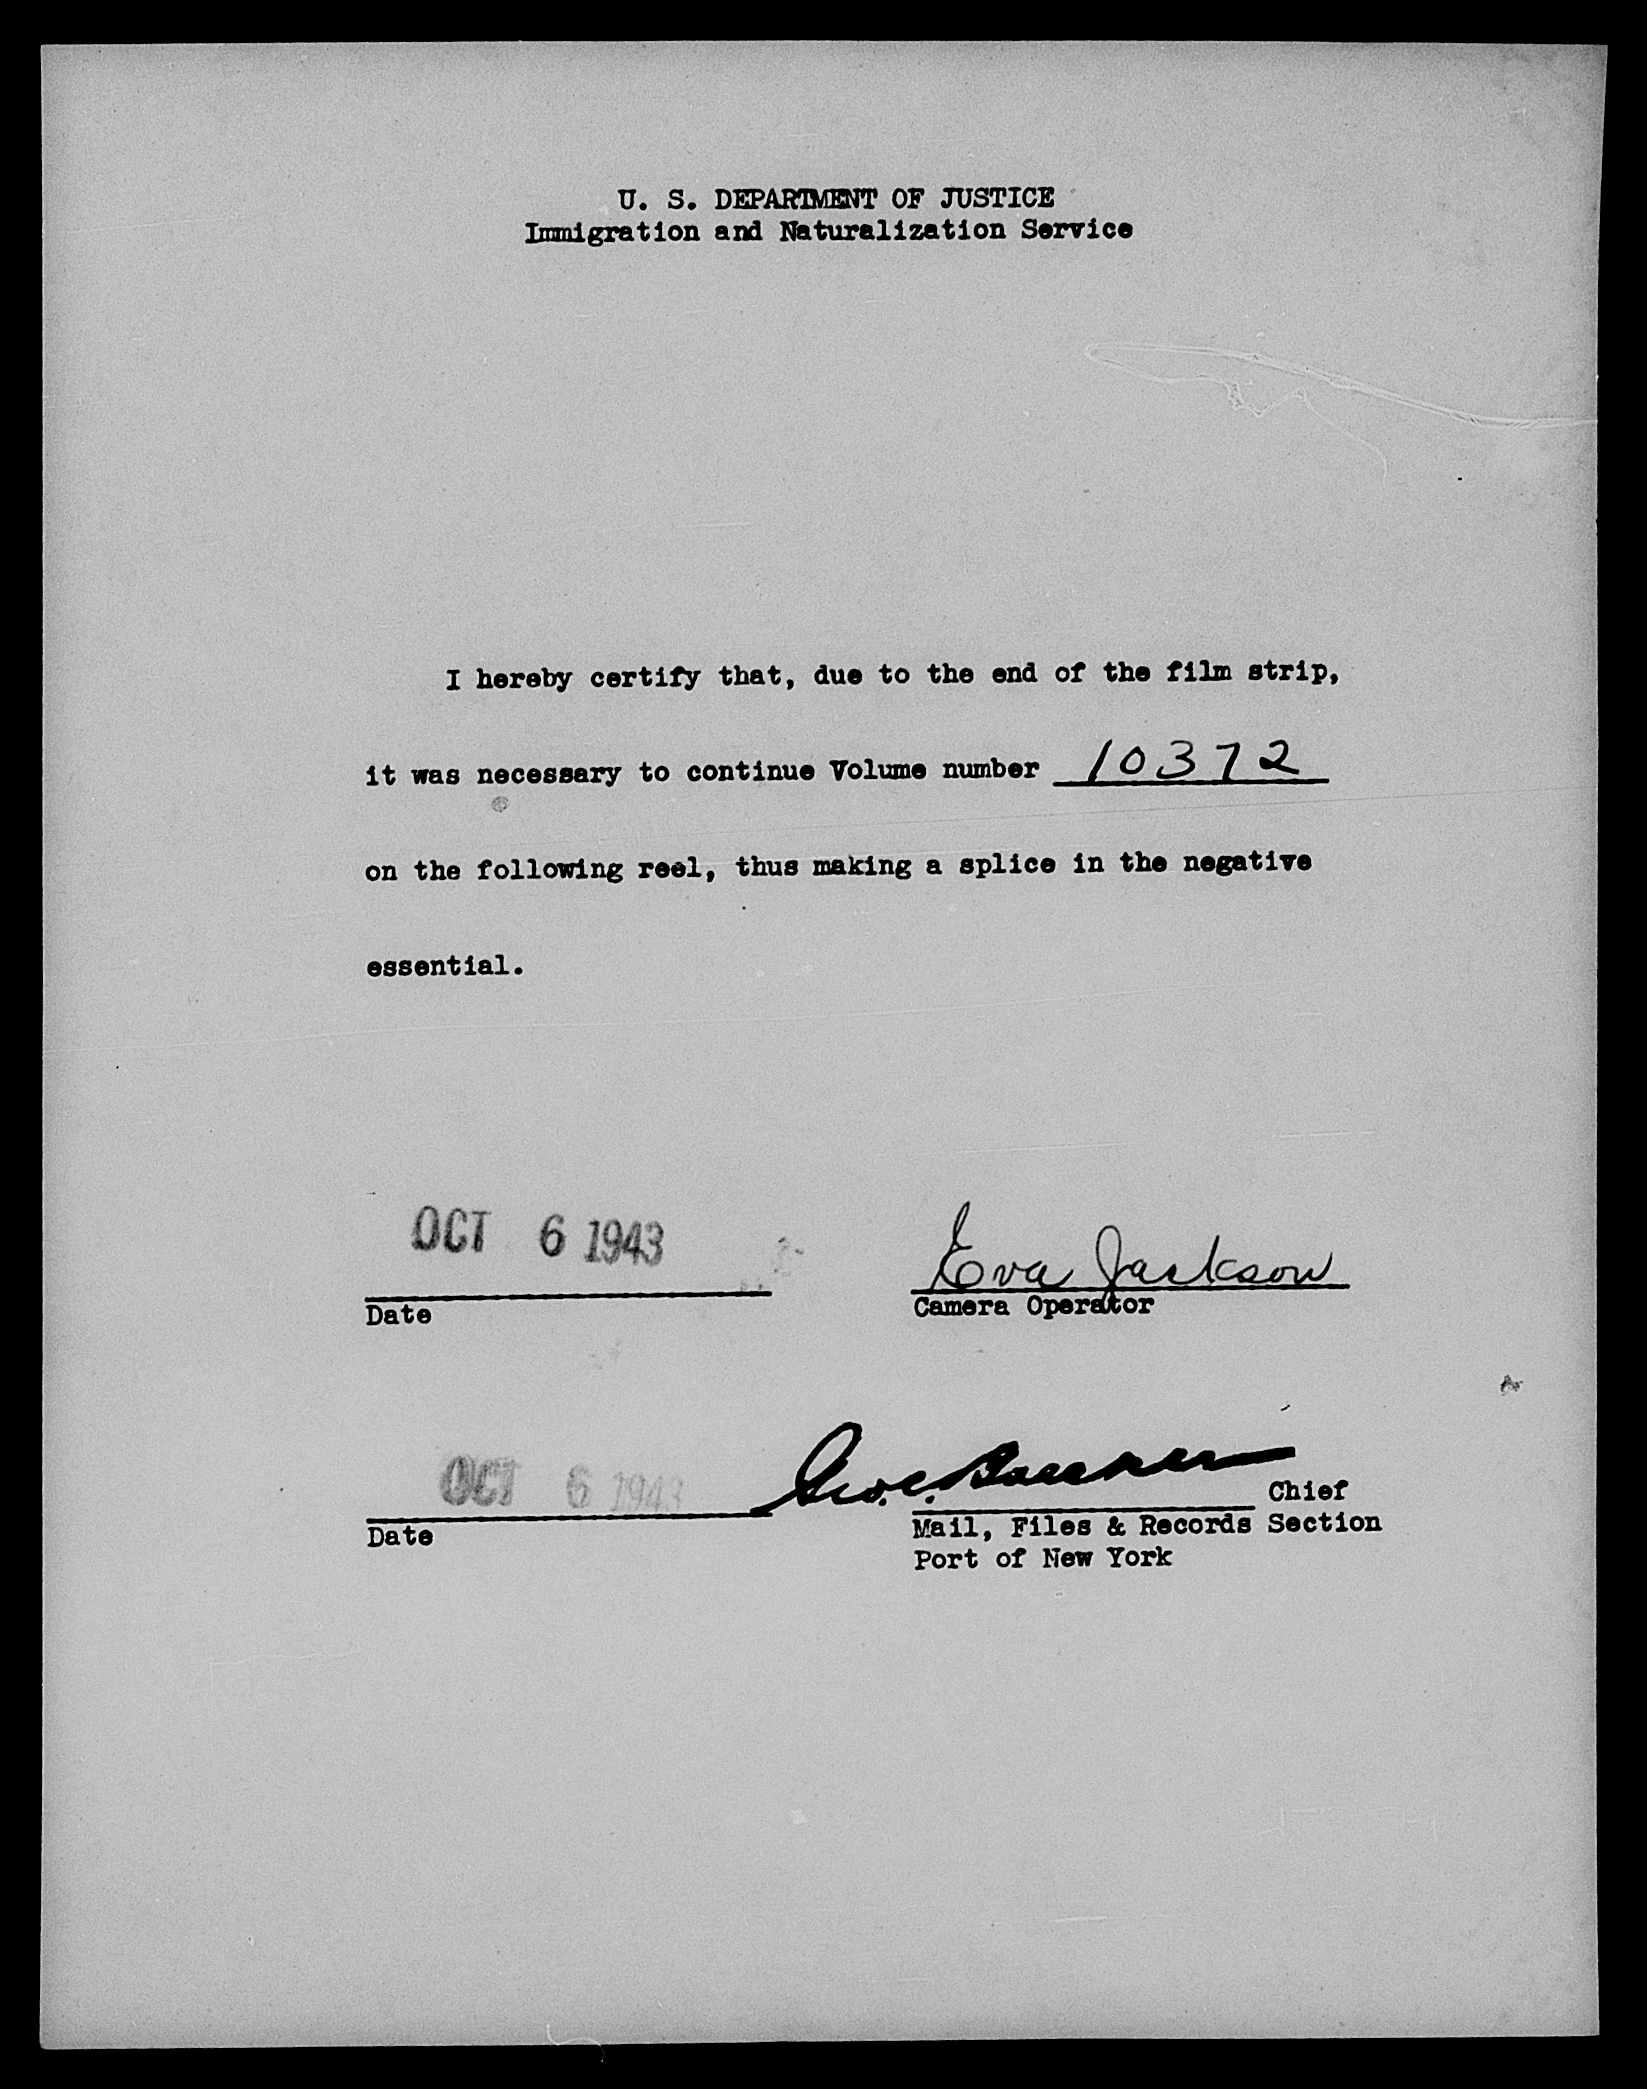 U. S. DEPARTMENT OF JUSTICE
Immigration and Naturalization Service
I hereby certify that, due to the end of the film strip,
it was necessary to continue Volume number 10372
on the following reel, thus making a splice in the negative
essential.
OCT 6 1943
Eva Jackson
Date
Camera Operator
OCT 6 1943
Geo. C.
Chief
Date
Mail, Files & Records Section
Port of New York